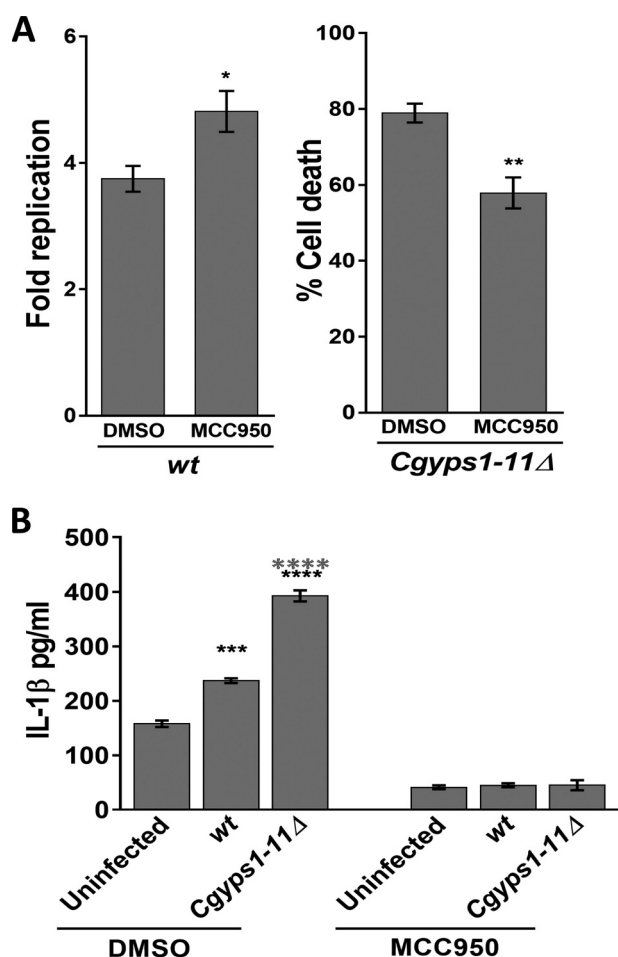 A
Fold replication
6
4
2
0
*
DMSO MCC950
wt
% Cell death
100
80
60
40
20
0
**
DMSO MCC950
Cgyps1-11Δ
B
IL-1β pg/ml
500
400
300
200
100
0
***
****
****
Uninfected
wt
Cgyps1-11Δ
Uninfected
wt
Cgyps1-11Δ
DMSO
MCC950